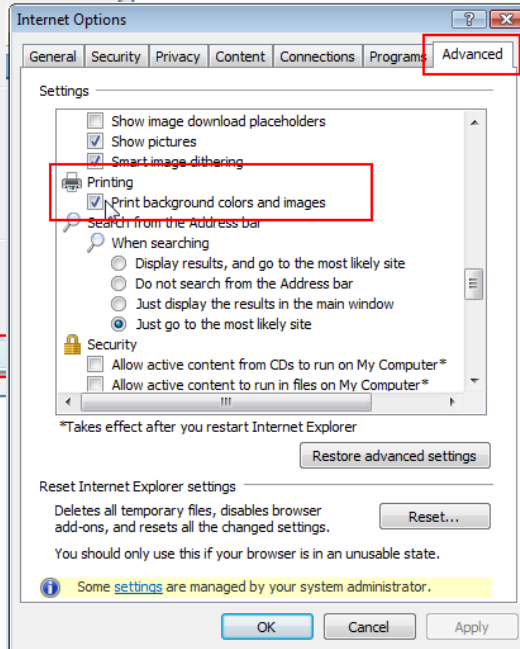 Internet Options
General Security Privacy Content Connections Programs Advanced
Settings
Show image download placeholders
Show pictures
Smart image dithering
Printing
Print background colors and images
Search from the Address bar
When searching
Display results, and go to the most likely site
Do not search from the Address bar
Just display the results in the main window
Just go to the most likely site
Security
Allow active content from CDs to run on My Computer*
Allow active content to run in files on My Computer*
*Takes effect after you restart Internet Explorer
Restore advanced settings
Reset Internet Explorer settings
Deletes all temporary files, disables browser
add-ons, and resets all the changed settings.
Reset...
You should only use this if your browser is in an unusable state.
Some settings are managed by your system administrator.
OK Cancel Apply